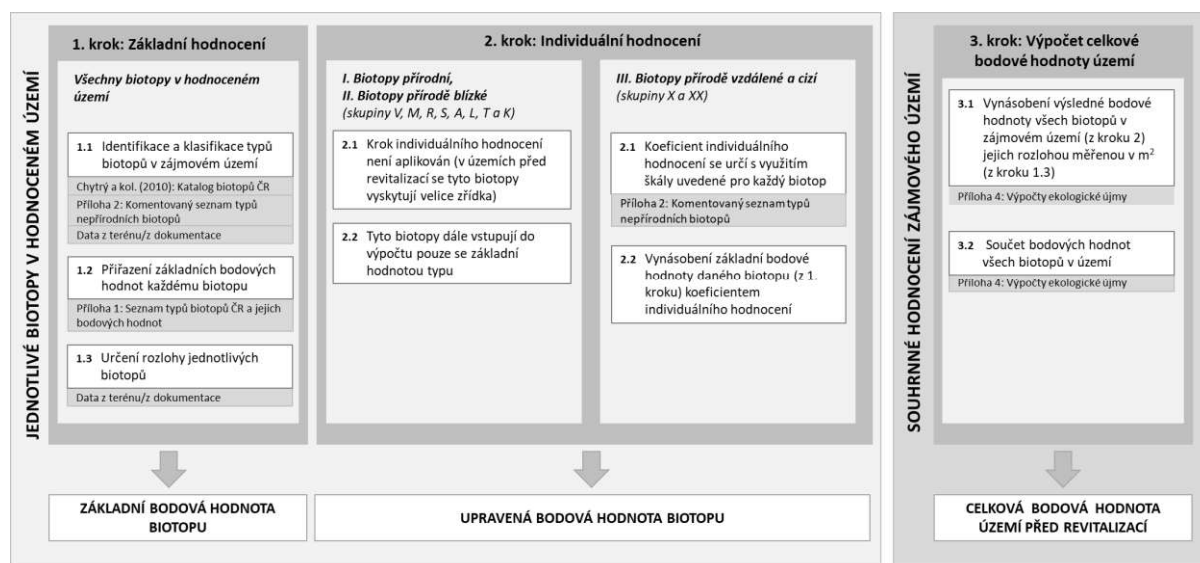 JEDNOTLIVÉ BIOTOPY V HODNOCENÉM ÚZEMÍ
1. krok: Základní hodnocení
Všechny biotopy v hodnoceném
území
1.1 Identifikace a klasifikace typů
biotopů v zájmovém území
Chytrý a kol. (2010): Katalog biotopů ČR
Příloha 2: Komentovaný seznam typů
nepřírodních biotopů
Data z terénu/z dokumentace
1.2 Přiřazení základních bodových
hodnot každému biotopu
Příloha 1: Seznam typů biotopů ČR a jejich
bodových hodnot
1.3 Určení rozlohy jednotlivých
biotopů
Data z terénu/z dokumentace
ZÁKLADNÍ BODOVÁ HODNOTA
BIOTOPU
2. krok: Individuální hodnocení
I. Biotopy přírodní,
II. Biotopy přírodě blízké
(skupiny V, M, R, S, A, L, T a K)
2.1 Krok individuálního hodnocení
není aplikován (v územích před
revitalizací se tyto biotopy
vyskytují velice zřídka)
2.2 Tyto biotopy dále vstupují do
výpočtu pouze se základní
hodnotou typu
III. Biotopy přírodě vzdálené a cizí
(skupiny X a XX)
2.1 Koeficient individuálního
hodnocení se určí s využitím
škály uvedené pro každý biotop
Příloha 2: Komentovaný seznam typů
nepřírodních biotopů
2.2 Vynásobení základní bodové
hodnoty daného biotopu (z 1.
kroku) koeficientem
individuálního hodnocení
UPRAVENÁ BODOVÁ HODNOTA BIOTOPU
SOUHRNNÉ HODNOCENÍ ZÁJMOVÉHO ÚZEMÍ
3. krok: Výpočet celkové
bodové hodnoty území
3.1 Vynásobení výsledné bodové
hodnoty všech biotopů v
zájmovém území (z kroku 2)
jejich rozlohou měřenou v m²
(z kroku 1.3)
Příloha 4: Výpočty ekologické újmy
3.2 Součet bodových hodnot
všech biotopů v území
Příloha 4: Výpočty ekologické újmy
CELKOVÁ BODOVÁ HODNOTA
ÚZEMÍ PŘED REVITALIZACÍ